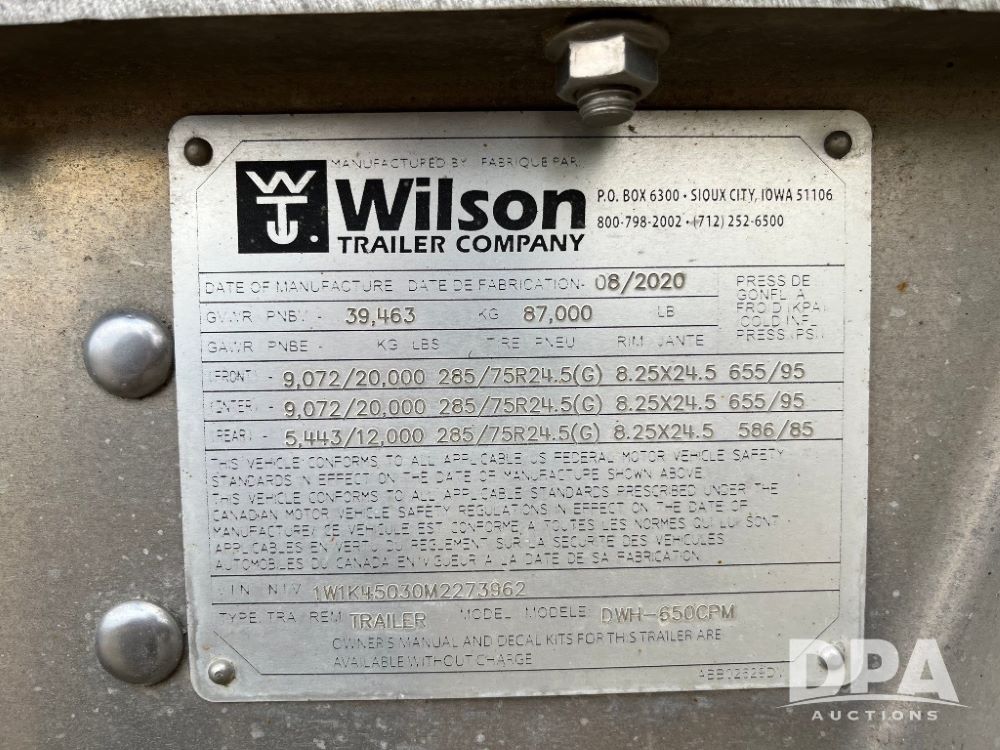 MANUFACTURED BY FABRIQUE PAR
Wilson
TRAILER COMPANY
P.O. BOX 6300 • SIOUX CITY, IOWA 51106
800-798-2002 • (712) 252-6500
DATE OF MANUFACTURE DATE DE FABRICATION- 08/2020
GVWR PNBV - 39,463 KG 87,000 LB
PRESS DE
GONFL A
FROID (KPA)
COLD INF
PRESS (PSI)
GAWR PNBE - KG LBS TIRE PNEU RIM JANTE
(FRONT) - 9,072/20,000 285/75R24.5(G) 8.25X24.5 655/95
(INTER) - 9,072/20,000 285/75R24.5(G) 8.25X24.5 655/95
(REAR) - 5,443/12,000 285/75R24.5(G) 8.25X24.5 586/85
THIS VEHICLE CONFORMS TO ALL APPLICABLE US FEDERAL MOTOR VEHICLE SAFETY
STANDARDS IN EFFECT ON THE DATE OF MANUFACTURE SHOWN ABOVE
THIS VEHICLE CONFORMS TO ALL APPLICABLE STANDARDS PRESCRIBED UNDER THE
CANADIAN MOTOR VEHICLE SAFETY REGULATIONS IN EFFECT ON THE DATE OF
MANUFACTURE/ CE VEHICULE EST CONFORME A TOUTES LES NORMES QUI LUI SONT
APPLICABLES EN VERTU DU REGLEMENT SUR LA SECURITE DES VEHICULES
AUTOMOBILES DU CANADA EN VIGUEUR A LA DATE DE SA FABRICATION.
VIN NIV 1W1K45030M2273962
TYPE TRA REM TRAILER MODEL MODELE DWH-650CPM
OWNER'S MANUAL AND DECAL KITS FOR THIS TRAILER ARE
AVAILABLE WITHOUT CHARGE
DPA
AUCTIONS